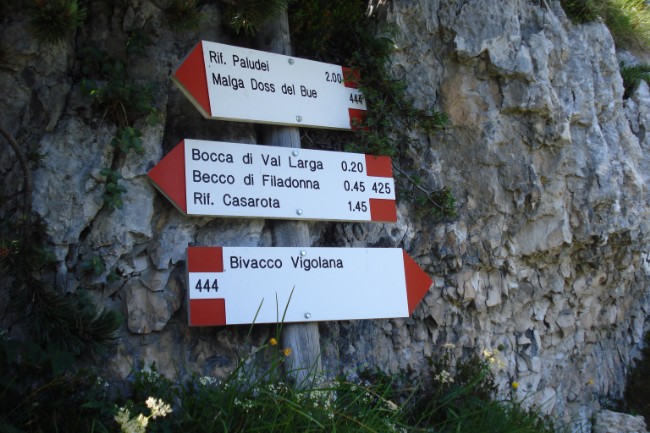 Rif. Paludei 2.00
Malga Doss del Bue
444
Bocca di Val Larga 0.20
Becco di Filadonna 0.45 425
Rif. Casarota 1.45
Bivacco Vigolana
444